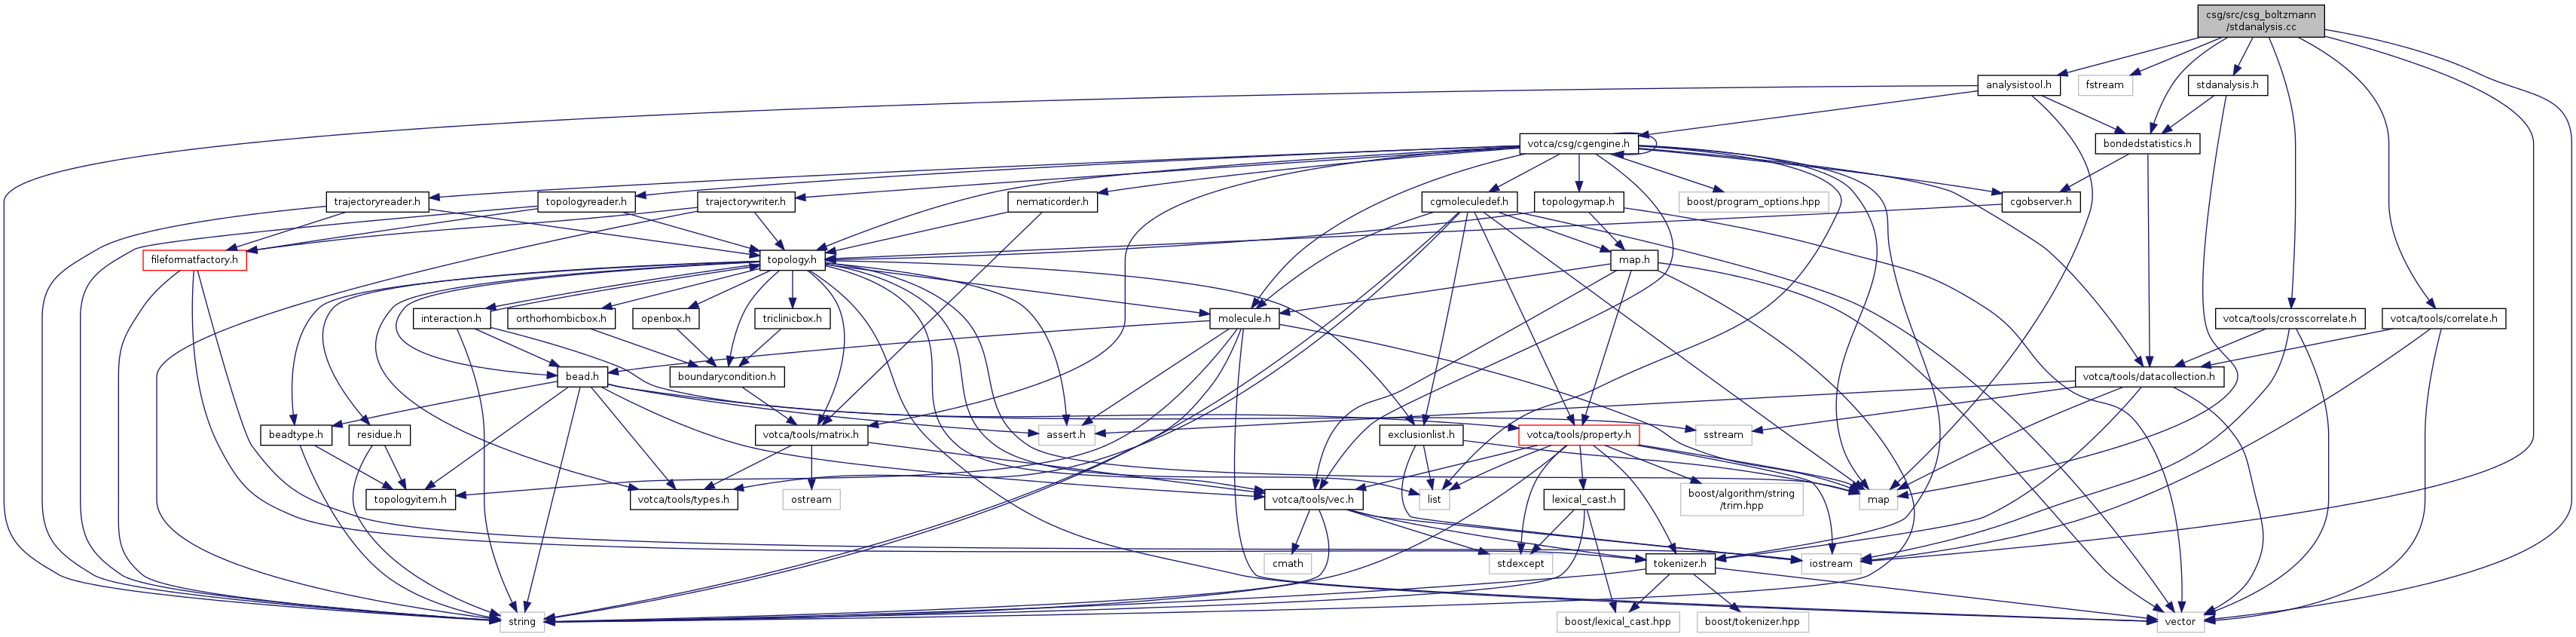 csg/src/csg_boltzmann
/stdanalysis.cc
analysistool.h
fstream
stdanalysis.h
votca/csg/cgengine.h
bondedstatistics.h
trajectoryreader.h
topologyreader.h
trajectorywriter.h
nematicorder.h
cgmoleculedef.h
topologymap.h
boost/program_options.hpp
cgobserver.h
fileformatfactory.h
topology.h
map.h
interaction.h
orthorhombicbox.h
openbox.h
triclinicbox.h
molecule.h
votca/tools/crosscorrelate.h
votca/tools/correlate.h
bead.h
boundarycondition.h
votca/tools/datacollection.h
beadtype.h
residue.h
votca/tools/matrix.h
assert.h
exclusionlist.h
votca/tools/property.h
sstream
topologyitem.h
votca/tools/types.h
ostream
votca/tools/vec.h
list
lexical_cast.h
boost/algorithm/string
/trim.hpp
map
cmath
stdexcept
tokenizer.h
iostream
string
boost/lexical_cast.hpp
boost/tokenizer.hpp
vector